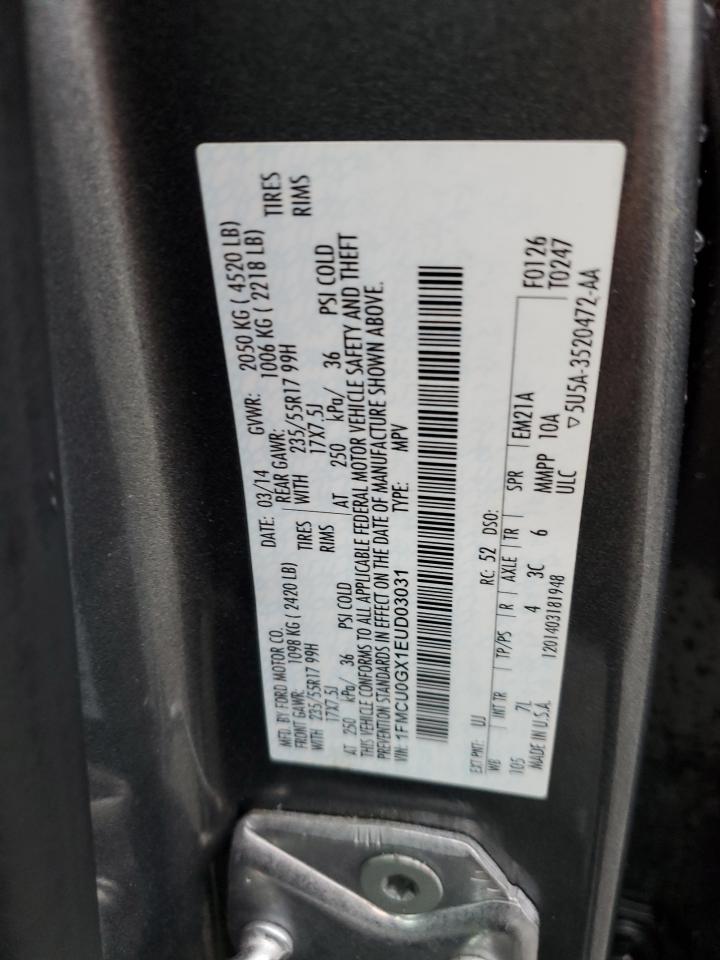 MFD. BY FORD MOTOR CO.
DATE: 03/14 GVWR: 2050 KG ( 4520 LB)
FRONT GAWR: 1098 KG ( 2420 LB) REAR GAWR: 1006 KG ( 2218 LB)
WITH 235/55R17 99H TIRES WITH 235/55R17 99H TIRES
17X7.5J RIMS 17X7.5J RIMS
AT 250 kPa/ 36 PSI COLD AT 250 kPa/ 36 PSI COLD
THIS VEHICLE CONFORMS TO ALL APPLICABLE FEDERAL MOTOR VEHICLE SAFETY AND THEFT
PREVENTION STANDARDS IN EFFECT ON THE DATE OF MANUFACTURE SHOWN ABOVE.
VIN: 1FMCU0GX1EUD03031 TYPE: MPV
EXT PNT: UJ RC: 52 DSO: F0126
WB INT TR TP/PS R AXLE TR SPR EM21A T0247
105 7L 4 3C 6 MMPP 10A
MADE IN U.S.A. 1201403181948 ULC ▽5U5A-3520472-AA